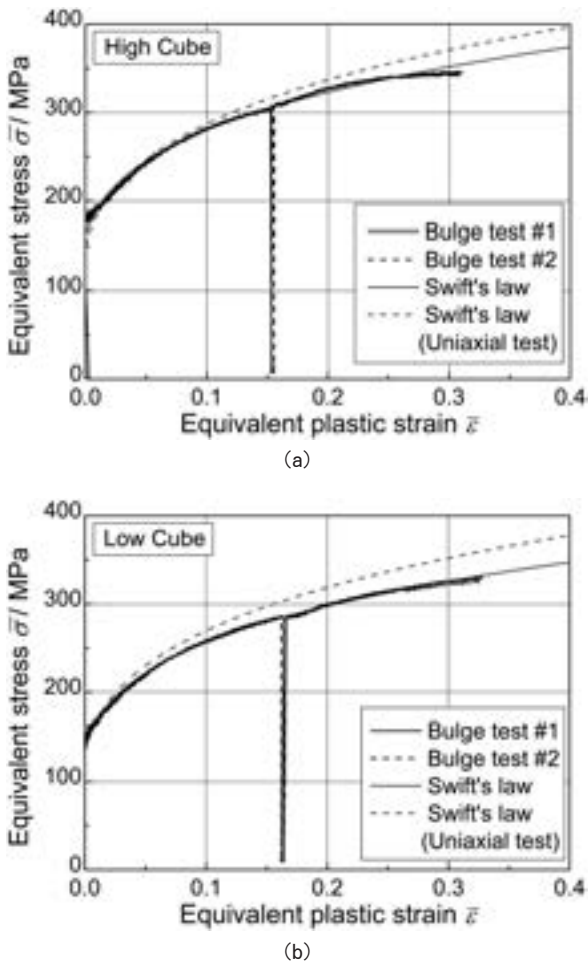 400
High Cube
300
200
100
0
Equivalent stress σ̄ / MPa
Bulge test #1
Bulge test #2
Swift's law
Swift's law
(Uniaxial test)
0.0 0.1 0.2 0.3 0.4
Equivalent plastic strain ε̄
(a)
400
Low Cube
300
200
100
0
Equivalent stress σ̄ / MPa
Bulge test #1
Bulge test #2
Swift's law
Swift's law
(Uniaxial test)
0.0 0.1 0.2 0.3 0.4
Equivalent plastic strain ε̄
(b)